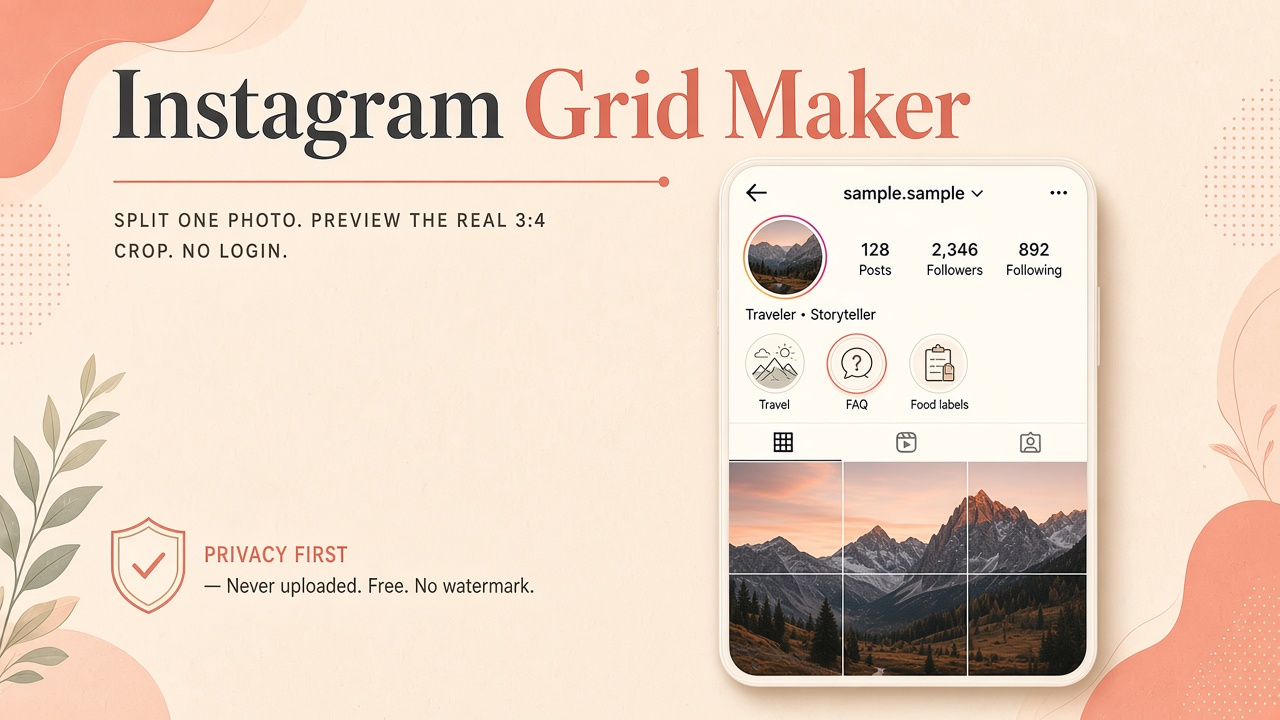 Instagram Grid Maker
SPLIT ONE PHOTO. PREVIEW THE REAL 3:4
CROP. NO LOGIN.
sample.sample
128
Posts
2,346
Followers
892
Following
Traveler • Storyteller
?
Travel
FAQ
Food labels
PRIVACY FIRST
— Never uploaded. Free. No watermark.